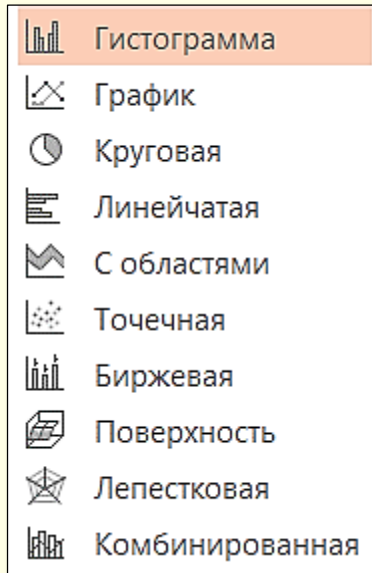 Гистограмма
График
Круговая
Линейчатая
С областями
Точечная
Биржевая
Поверхность
Лепестковая
Комбинированная